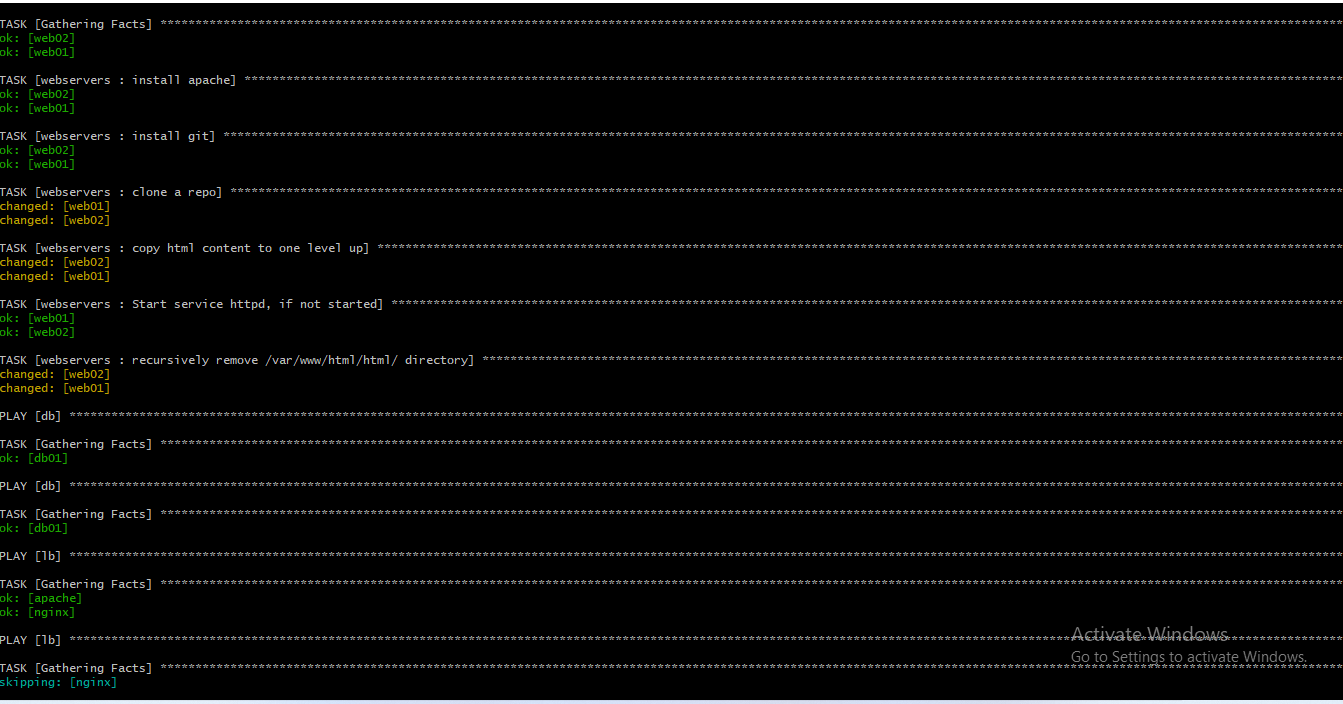 TASK [Gathering Facts] ****************************************************************************************************************************************************************************
ok: [web02]
ok: [web01]
TASK [webservers : install apache] ****************************************************************************************************************************************************************
ok: [web02]
ok: [web01]
TASK [webservers : install git] *******************************************************************************************************************************************************************
ok: [web02]
ok: [web01]
TASK [webservers : clone a repo] ******************************************************************************************************************************************************************
changed: [web01]
changed: [web02]
TASK [webservers : copy html content to one level up] *********************************************************************************************************************************************
changed: [web02]
changed: [web01]
TASK [webservers : Start service httpd, if not started] *******************************************************************************************************************************************
ok: [web01]
ok: [web02]
TASK [webservers : recursively remove /var/www/html/html/ directory] ******************************************************************************************************************************
changed: [web02]
changed: [web01]
PLAY [db] *****************************************************************************************************************************************************************************************
TASK [Gathering Facts] ****************************************************************************************************************************************************************************
ok: [db01]
PLAY [db] *****************************************************************************************************************************************************************************************
TASK [Gathering Facts] ****************************************************************************************************************************************************************************
ok: [db01]
PLAY [lb] *****************************************************************************************************************************************************************************************
TASK [Gathering Facts] ****************************************************************************************************************************************************************************
ok: [apache]
ok: [nginx]
PLAY [lb] *****************************************************************************************************************************************************************************************
TASK [Gathering Facts] ****************************************************************************************************************************************************************************
skipping: [nginx]
Activate Windows
Go to Settings to activate Windows.